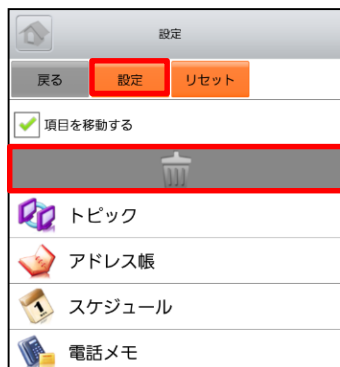 設定
戻る 設定 リセット
項目を移動する
トピック
アドレス帳
1 スケジュール
電話メモ